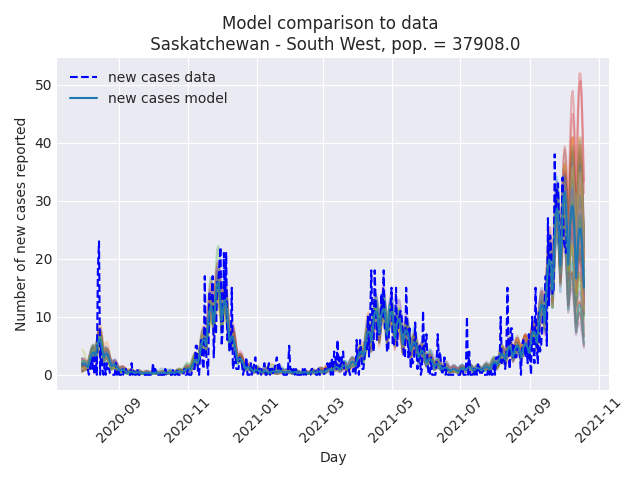 Model comparison to data
Saskatchewan - South West, pop. = 37908.0
new cases data
new cases model
Number of new cases reported
50
40
30
20
10
0
2020-09
2020-11
2021-01
2021-03
2021-05
2021-07
2021-09
2021-11
Day